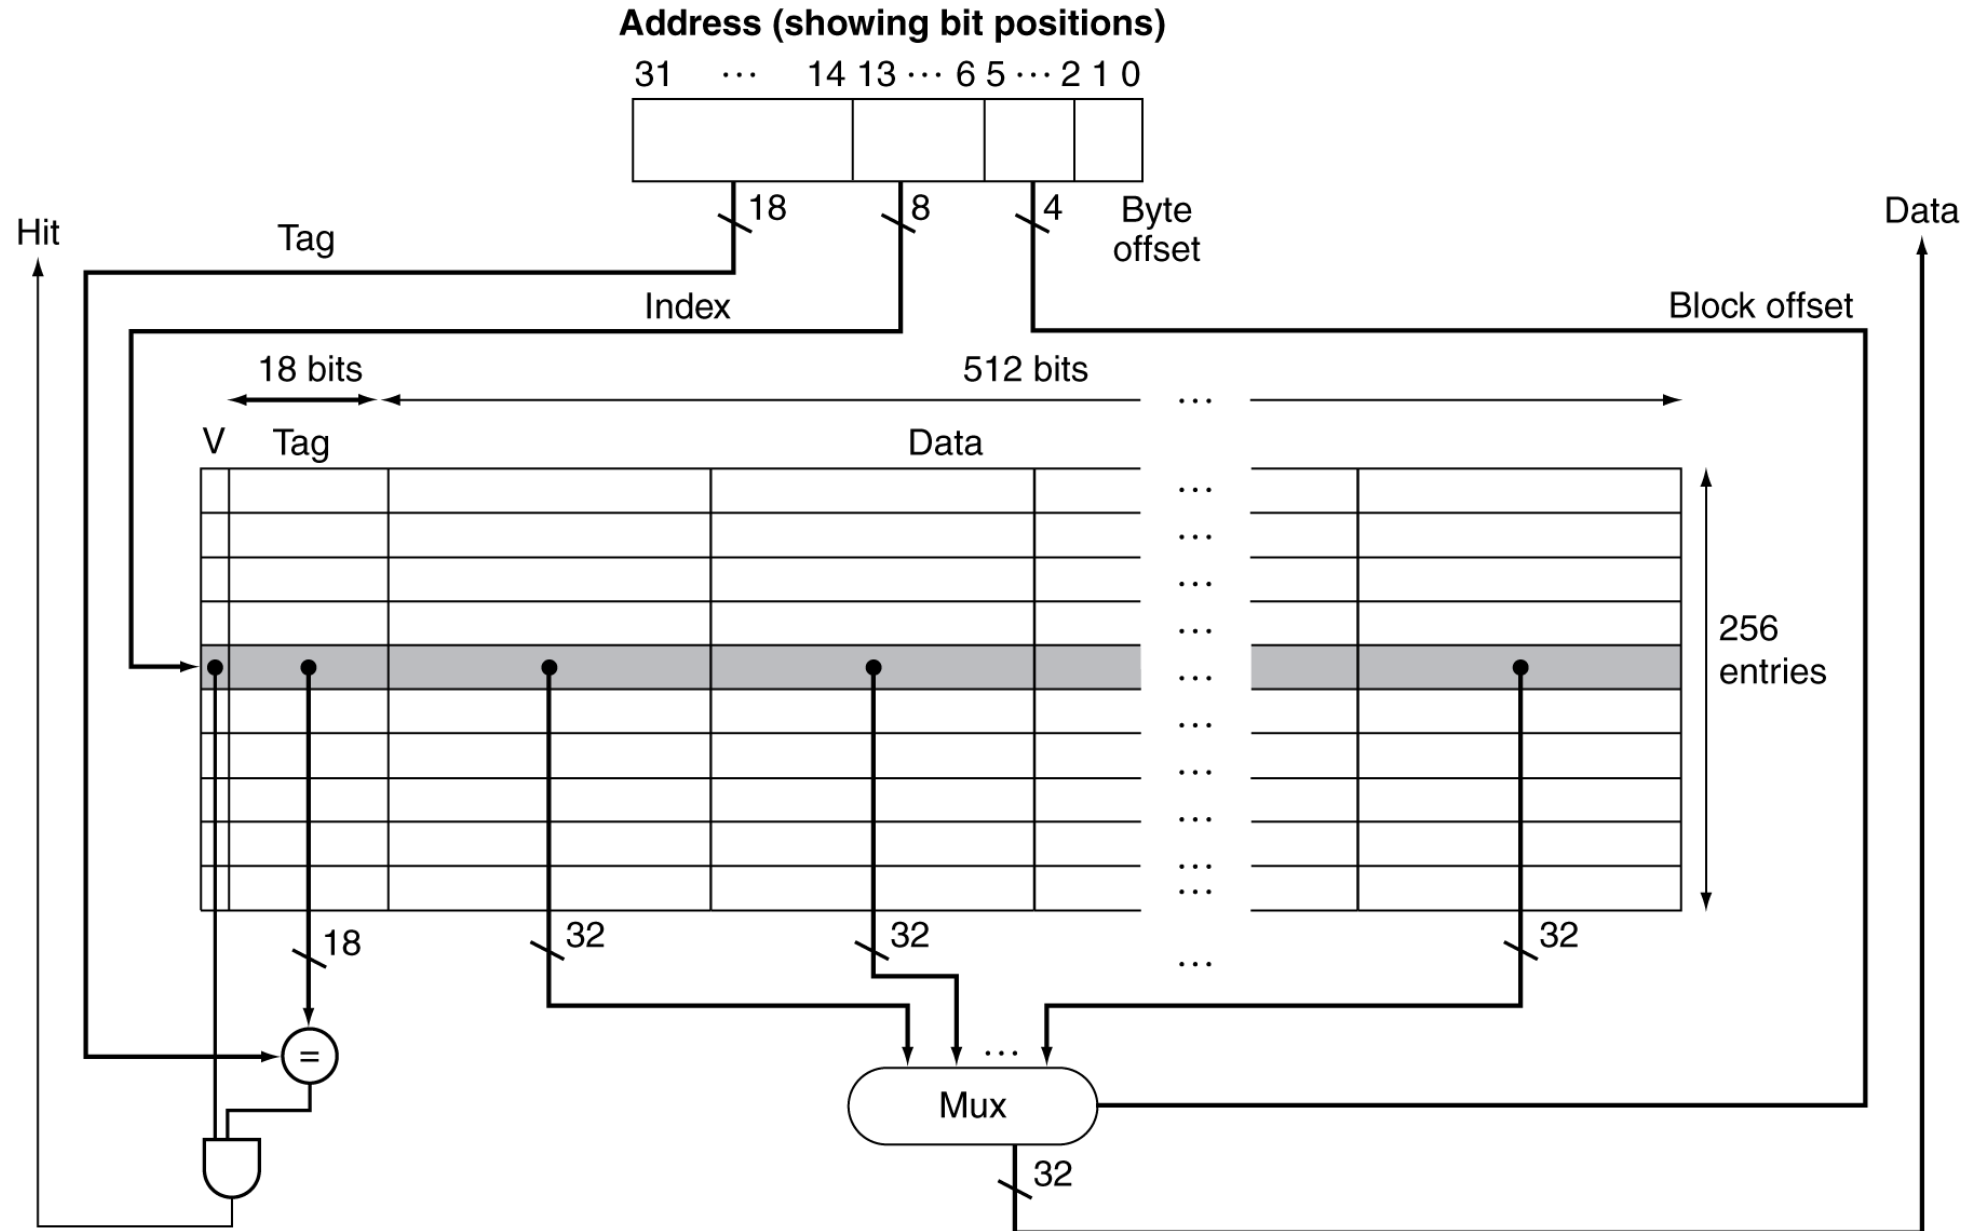 Address (showing bit positions)
31 ··· 14 13 ··· 6 5 ··· 2 1 0
18
8
4
Byte
offset
Hit
Tag
Data
Index
Block offset
18 bits
512 bits
···
V
Tag
Data
···
···
···
···
256
entries
···
···
···
···
···
···
18
32
32
32
···
=
···
Mux
32